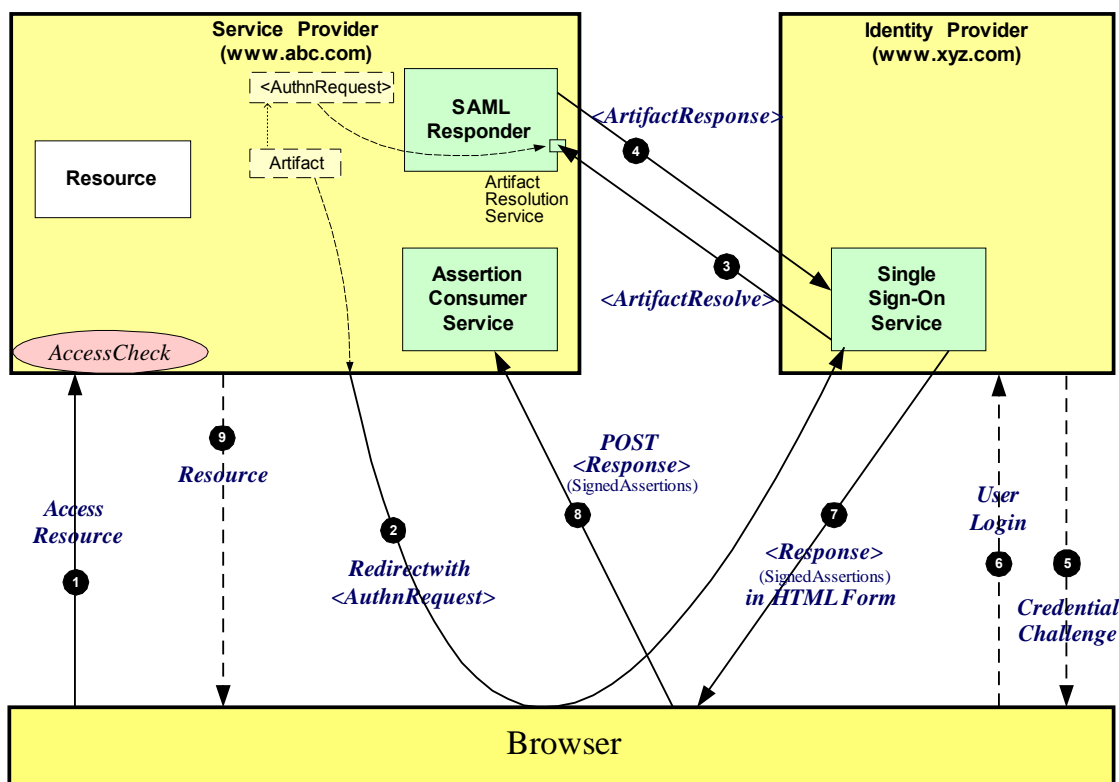 Service Provider
(www.abc.com)
<AuthnRequest>
Artifact
SAML
Responder
Artifact
Resolution
Service
Resource
Assertion
Consumer
Service
AccessCheck
Identity Provider
(www.xyz.com)
Single
Sign-On
Service
<ArtifactResponse>
4
3
<ArtifactResolve>
9
Resource
Access
Resource
1
2
Redirectwith
<AuthnRequest>
POST
<Response>
(SignedAssertions)
8
7
<Response>
(SignedAssertions)
in HTML Form
User
Login
6
5
Credential
Challenge
Browser